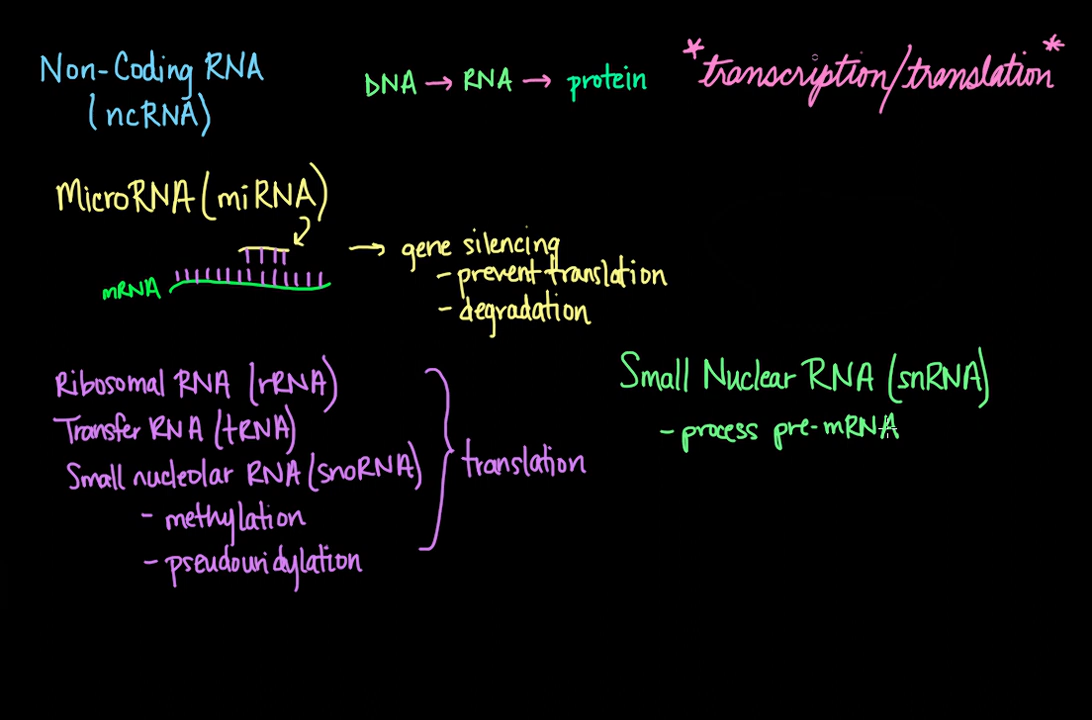 Non-Coding RNA
(ncRNA)
DNA → RNA → protein
*transcription/translation*
MicroRNA (miRNA)
mRNA
→ gene silencing
- prevent translation
- degradation
Ribosomal RNA (rRNA)
Transfer RNA (tRNA)
Small nucleolar RNA (snoRNA)
- methylation
- pseudouridylation
translation
Small Nuclear RNA (snRNA)
- process pre-mRNA